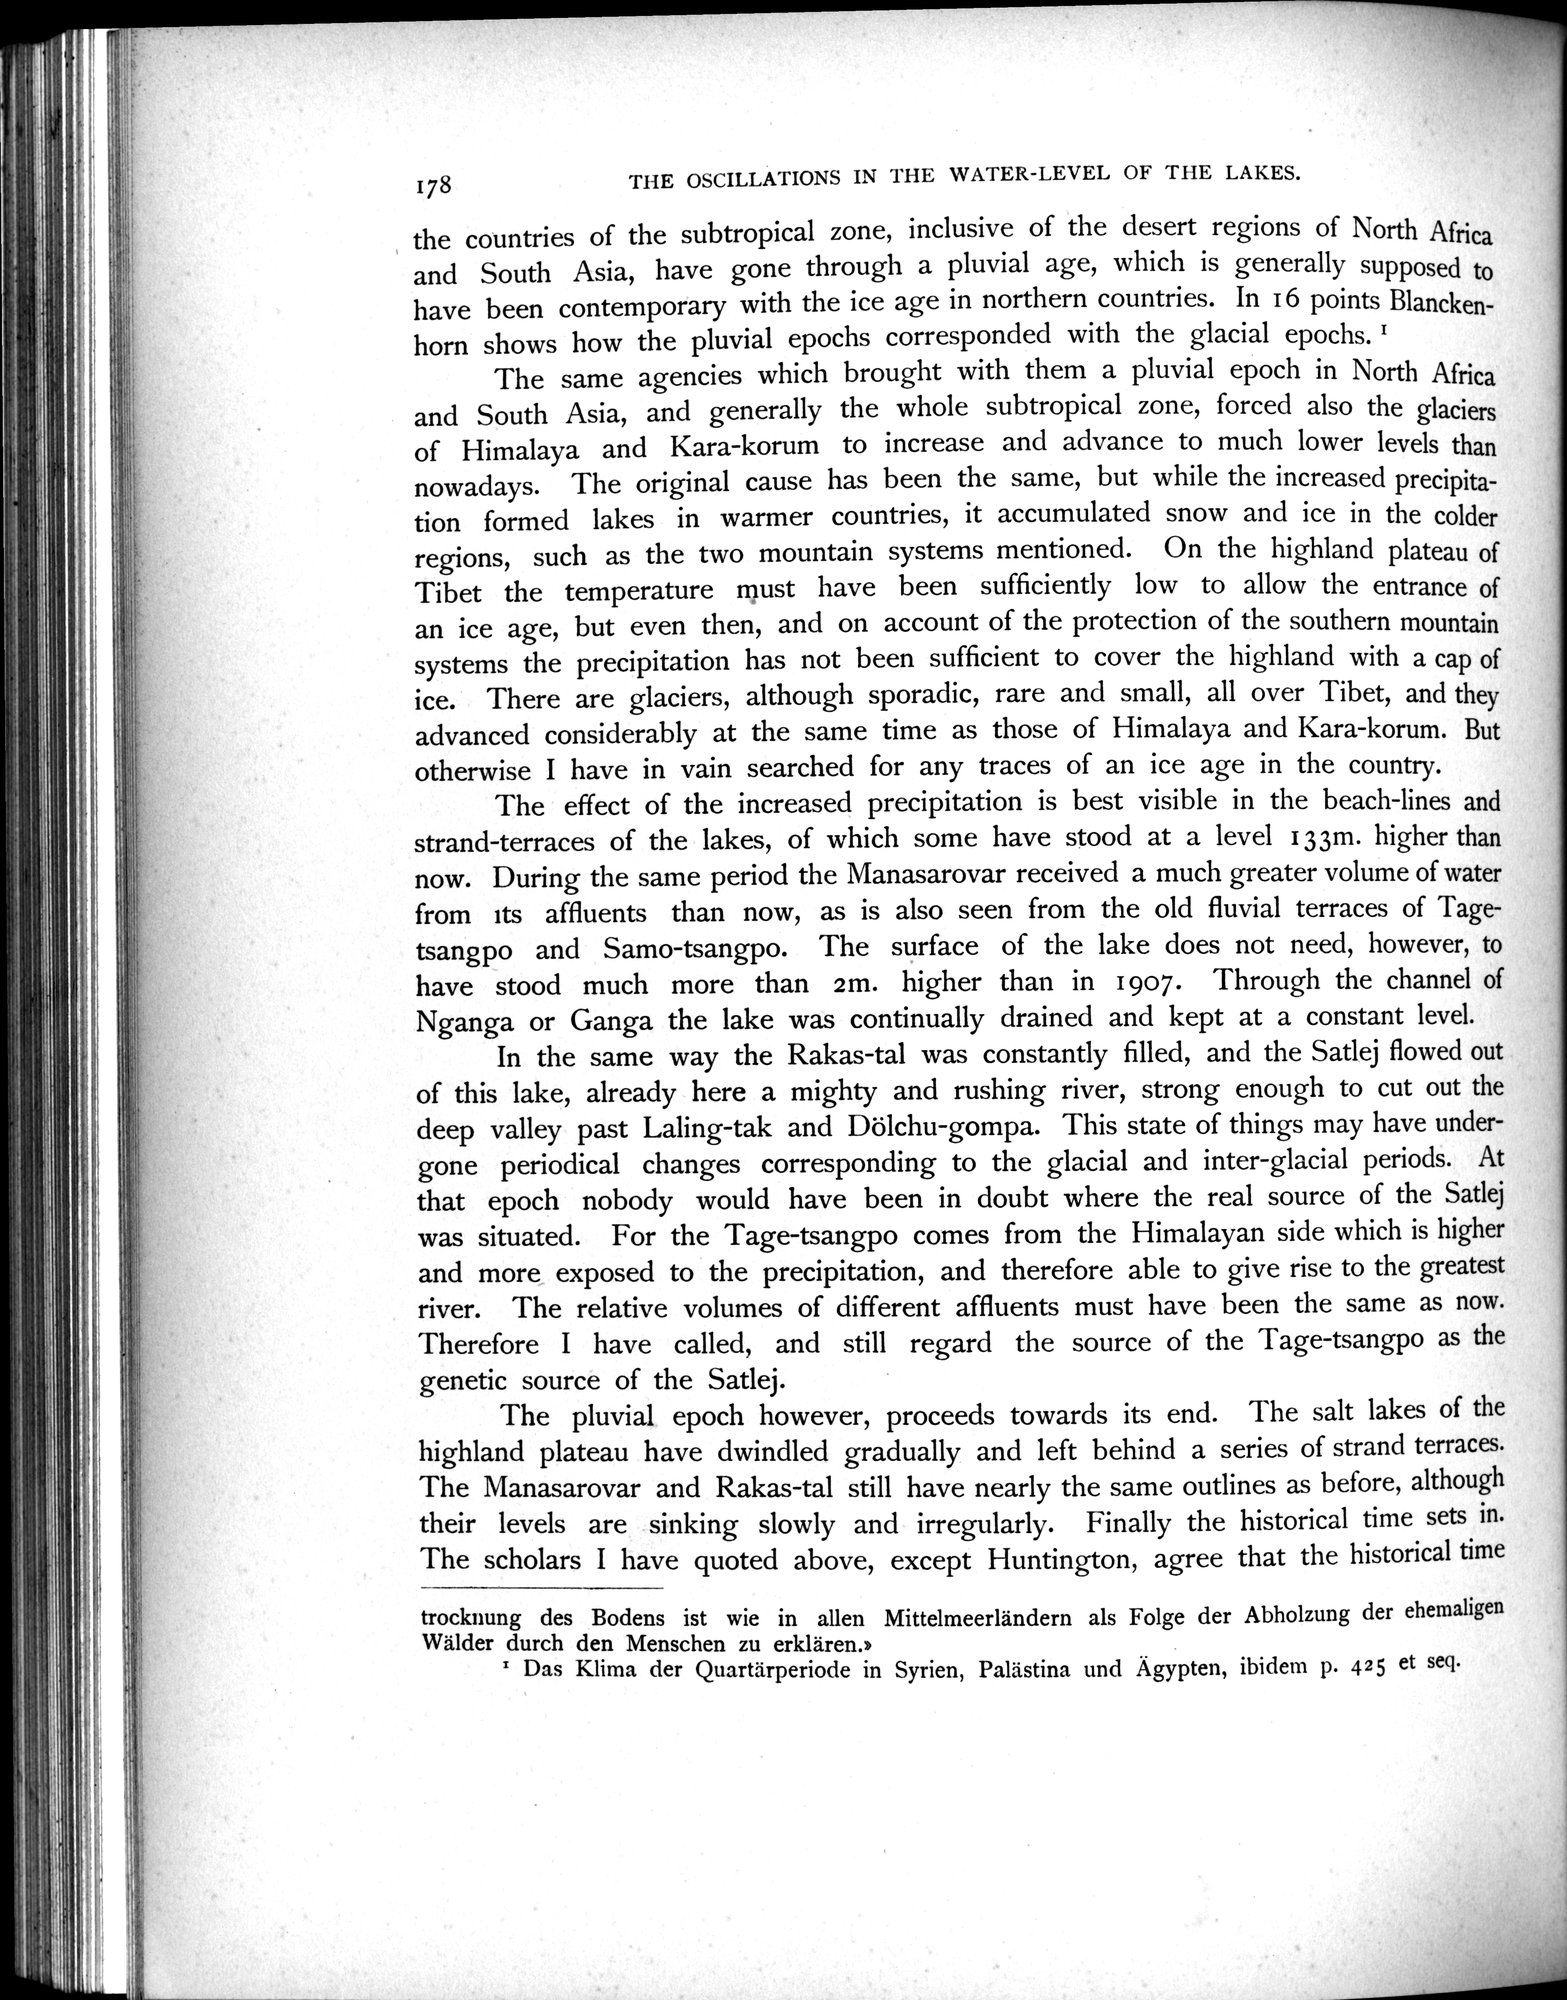 178 THE OSCILLATIONS IN THE WATER-LEVEL OF THE LAKES.
the countries of the subtropical zone, inclusive of the desert regions of North Africa
and South Asia, have gone through a pluvial age, which is generally supposed to
have been contemporary with the ice age in northern countries. In 16 points Blancken-
horn shows how the pluvial epochs corresponded with the glacial epochs. ¹
The same agencies which brought with them a pluvial epoch in North Africa
and South Asia, and generally the whole subtropical zone, forced also the glaciers
of Himalaya and Kara-korum to increase and advance to much lower levels than
nowadays. The original cause has been the same, but while the increased precipita-
tion formed lakes in warmer countries, it accumulated snow and ice in the colder
regions, such as the two mountain systems mentioned. On the highland plateau of
Tibet the temperature must have been sufficiently low to allow the entrance of
an ice age, but even then, and on account of the protection of the southern mountain
systems the precipitation has not been sufficient to cover the highland with a cap of
ice. There are glaciers, although sporadic, rare and small, all over Tibet, and they
advanced considerably at the same time as those of Himalaya and Kara-korum. But
otherwise I have in vain searched for any traces of an ice age in the country.
The effect of the increased precipitation is best visible in the beach-lines and
strand-terraces of the lakes, of which some have stood at a level 133m. higher than
now. During the same period the Manasarovar received a much greater volume of water
from its affluents than now, as is also seen from the old fluvial terraces of Tage-
tsangpo and Samo-tsangpo. The surface of the lake does not need, however, to
have stood much more than 2m. higher than in 1907. Through the channel of
Nganga or Ganga the lake was continually drained and kept at a constant level.
In the same way the Rakas-tal was constantly filled, and the Satlej flowed out
of this lake, already here a mighty and rushing river, strong enough to cut out the
deep valley past Laling-tak and Dölchu-gompa. This state of things may have under-
gone periodical changes corresponding to the glacial and inter-glacial periods. At
that epoch nobody would have been in doubt where the real source of the Satlej
was situated. For the Tage-tsangpo comes from the Himalayan side which is higher
and more exposed to the precipitation, and therefore able to give rise to the greatest
river. The relative volumes of different affluents must have been the same as now.
Therefore I have called, and still regard the source of the Tage-tsangpo as the
genetic source of the Satlej.
The pluvial epoch however, proceeds towards its end. The salt lakes of the
highland plateau have dwindled gradually and left behind a series of strand terraces.
The Manasarovar and Rakas-tal still have nearly the same outlines as before, although
their levels are sinking slowly and irregularly. Finally the historical time sets in.
The scholars I have quoted above, except Huntington, agree that the historical time
trocknung des Bodens ist wie in allen Mittelmeerländern als Folge der Abholzung der ehemaligen
Wälder durch den Menschen zu erklären.»
¹ Das Klima der Quartärperiode in Syrien, Palästina und Ägypten, ibidem p. 425 et seq.